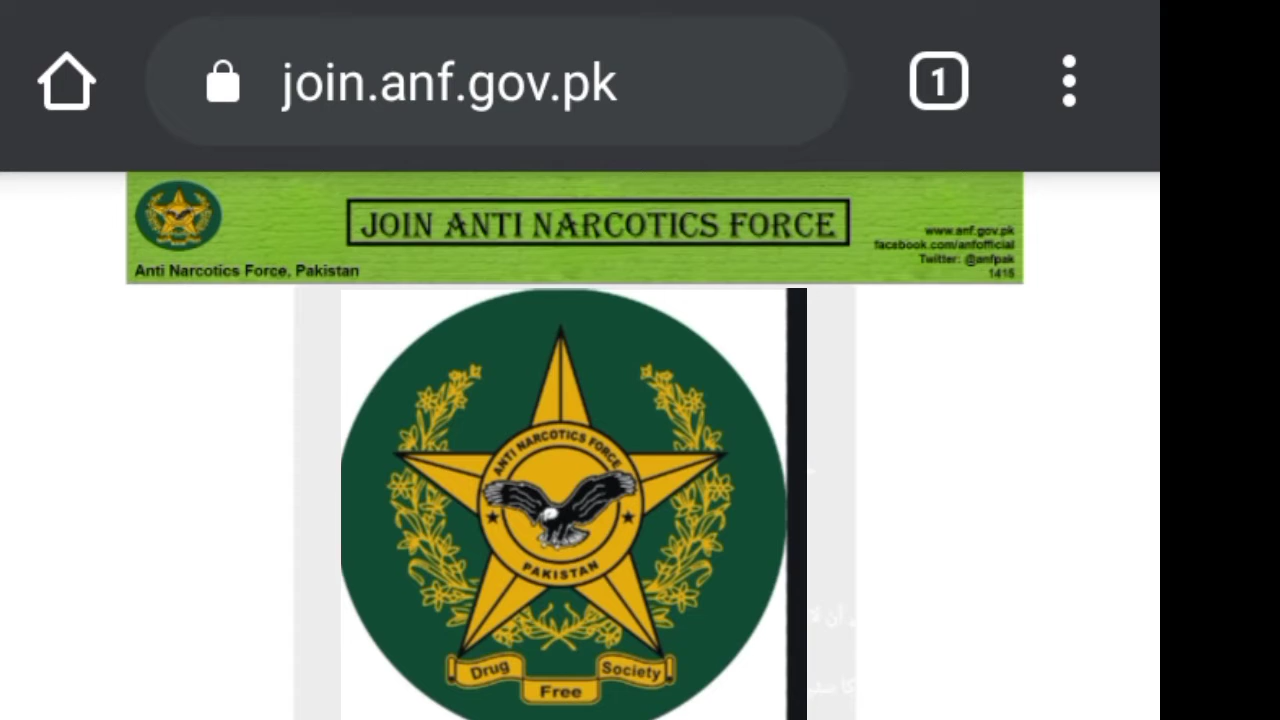 join.anf.gov.pk
1
JOIN ANTI NARCOTICS FORCE
www.anf.gov.pk
facebook.com/anfofficial
Twitter: @anfpak
1415
Anti Narcotics Force, Pakistan
ANTI NARCOTICS FORCE
PAKISTAN
Drug
Free
Society